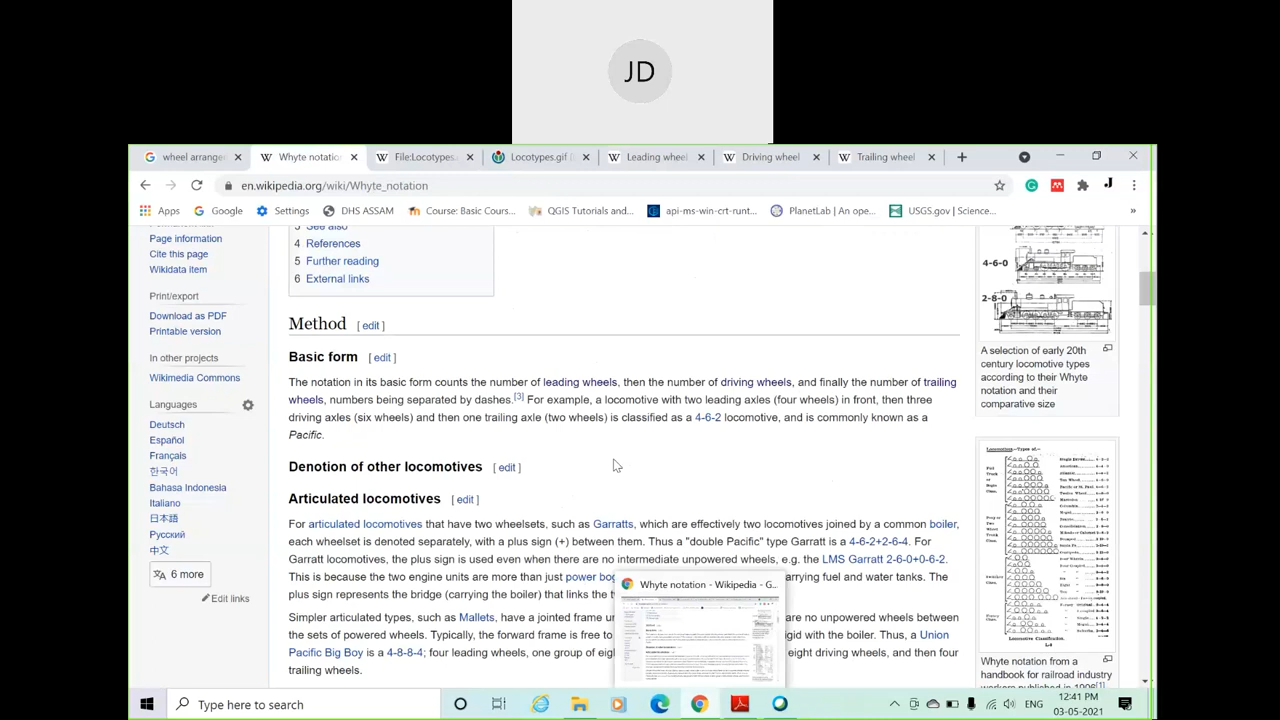 JD
wheel arrange
Whyte notatio
File:Locotypes.
Locotypes.gif (
Leading wheel
Driving wheel
Trailing wheel
en.wikipedia.org/wiki/Whyte_notation
Apps Google Settings DHS ASSAM Course: Basic Cours... QGIS Tutorials and... api-ms-win-crt-runt... PlanetLab | An ope... USGS.gov | Science... »
Page information
Cite this page
Wikidata item
Print/export
Download as PDF
Printable version
In other projects
Wikimedia Commons
Languages
Deutsch
Español
Français
한국어
Bahasa Indonesia
Italiano
日本語
Русский
中文
6 more
Edit links
3 See also
4 References
5 Further reading
6 External links
Method [ edit ]
Basic form [ edit ]
The notation in its basic form counts the number of leading wheels, then the number of driving wheels, and finally the number of trailing
wheels, numbers being separated by dashes.[3] For example, a locomotive with two leading axles (four wheels) in front, then three
driving axles (six wheels) and then one trailing axle (two wheels) is classified as a 4-6-2 locomotive, and is commonly known as a
Pacific.
Denotion of other locomotives [ edit ]
Articulated locomotives [ edit ]
For articulated locomotives that have two wheelsets, such as Garratts, which are effectively two locomotives joined by a common boiler,
each is denoted separately with a plus sign (+) between them. Thus a "double Pacific" type Garratt is a 4-6-2+2-6-4. For
Garratt the plus sign is used even when there are no intermediate unpowered wheels, e.g. the LMS Garratt 2-6-0+0-6-2.
This is because the two engine units are more than just power bog carrying fuel and water tanks. The
plus sign represents the bridge (carrying the boiler) that links the t
Simpler articulated types, such as Mallets, have a jointed frame un are no unpowered wheels between
the sets of powered wheels. Typically, the forward frame is free to gid with the boiler. Thus, a Union
Pacific Big Boy is a 4-8-8-4; four leading wheels, one group of eigh eight driving wheels, and then four
trailing wheels.
Whyte notation - Wikipedia - G...
4-6-0
2-8-0
A selection of early 20th
century locomotive types
according to their Whyte
notation and their
comparative size
Locomotives,—Types of.—
Locomotive Classification.
Whyte notation from a
handbook for railroad industry
workers published in 1906[1]
Type here to search
ENG
12:41 PM
03-05-2021